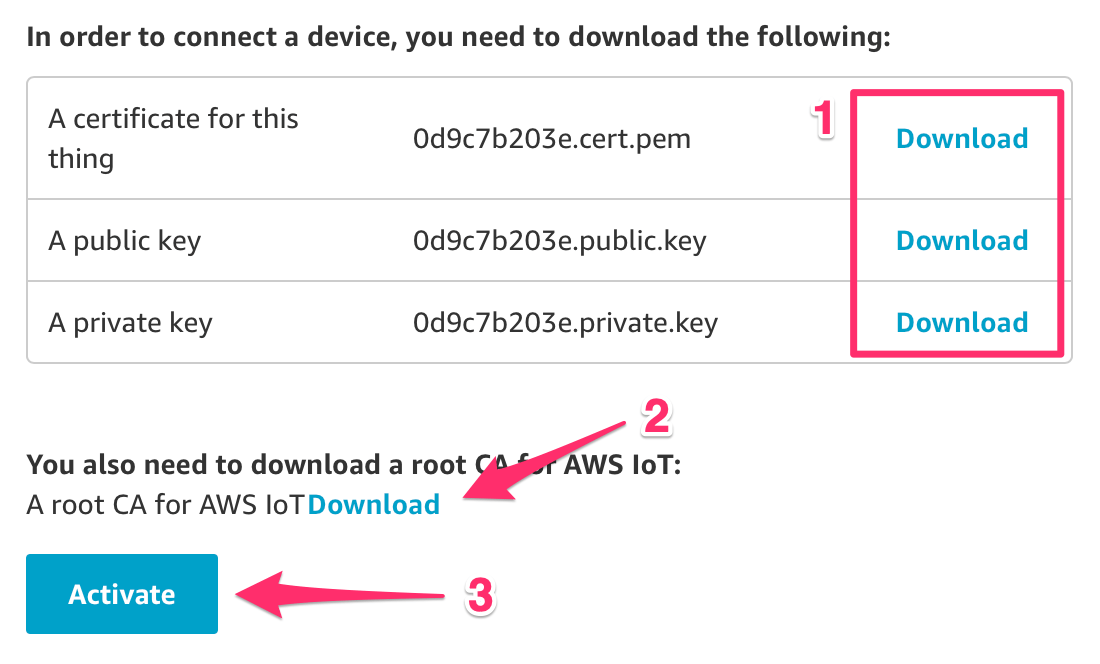 In order to connect a device, you need to download the following:
A certificate for this
thing
0d9c7b203e.cert.pem
1
Download
A public key
0d9c7b203e.public.key
Download
A private key
0d9c7b203e.private.key
Download
2
You also need to download a root CA for AWS IoT:
A root CA for AWS IoTDownload
Activate
3